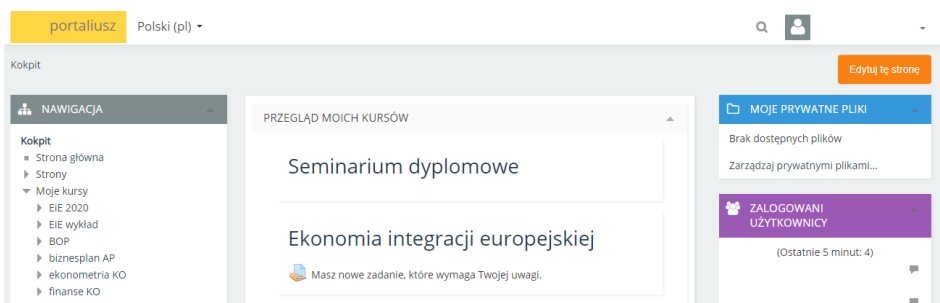 portaliusz
Polski (pl)
Kokpit
Edytuj tę stronę
NAWIGACJA
Kokpit
Strona główna
Strony
Moje kursy
EiE 2020
EiE wykład
BOP
biznesplan AP
ekonometria KO
finanse KO
PRZEGLĄD MOICH KURSÓW
Seminarium dyplomowe
Ekonomia integracji europejskiej
Masz nowe zadanie, które wymaga Twojej uwagi.
MOJE PRYWATNE PLIKI
Brak dostępnych plików
Zarządzaj prywatnymi plikami...
ZALOGOWANI
UŻYTKOWNICY
(Ostatnie 5 minut: 4)